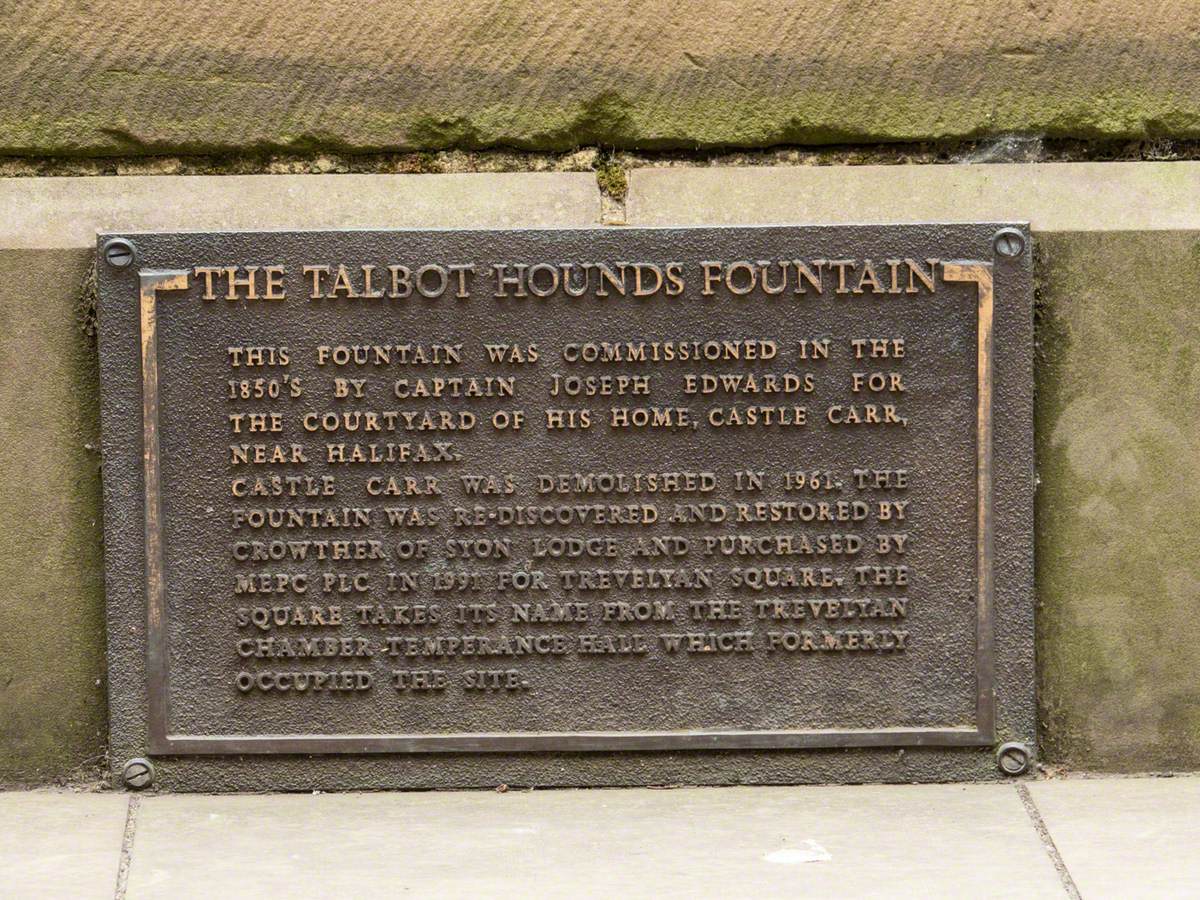 THE TALBOT HOUNDS FOUNTAIN
THIS FOUNTAIN WAS COMMISSIONED IN THE
1850'S BY CAPTAIN JOSEPH EDWARDS FOR
THE COURTYARD OF HIS HOME, CASTLE CARR,
NEAR HALIFAX.
CASTLE CARR WAS DEMOLISHED IN 1961. THE
FOUNTAIN WAS RE-DISCOVERED AND RESTORED BY
CROWTHER OF SYON LODGE AND PURCHASED BY
MEPC PLC IN 1991 FOR TREVELYAN SQUARE. THE
SQUARE TAKES ITS NAME FROM THE TREVELYAN
CHAMBER TEMPERANCE HALL WHICH FORMERLY
OCCUPIED THE SITE.